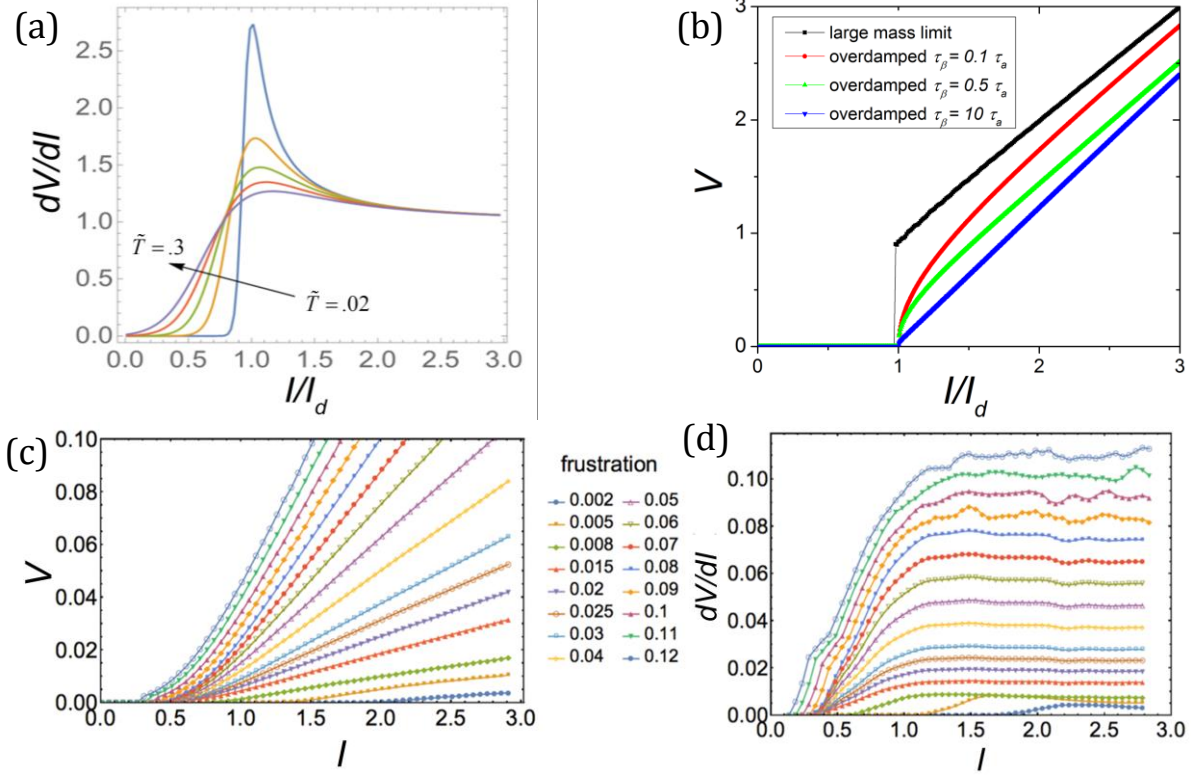 (a)
dV/dI
2.5
2.0
1.5
1.0
0.5
0.0
T̃ = .3
T̃ = .02
0.0 0.5 1.0 1.5 2.0 2.5 3.0
I/I_d
(b)
V
3
2
1
0
large mass limit
overdamped τ_β = 0.1 τ_a
overdamped τ_β = 0.5 τ_a
overdamped τ_β = 10 τ_a
0 1 2 3
I/I_d
(c)
V
0.10
0.08
0.06
0.04
0.02
0.00
0.0 0.5 1.0 1.5 2.0 2.5 3.0
I
frustration
0.002 0.05
0.005 0.06
0.008 0.07
0.015 0.08
0.02 0.09
0.025 0.1
0.03 0.11
0.04 0.12
(d)
dV/dI
0.10
0.08
0.06
0.04
0.02
0.00
0.0 0.5 1.0 1.5 2.0 2.5 3.0
I